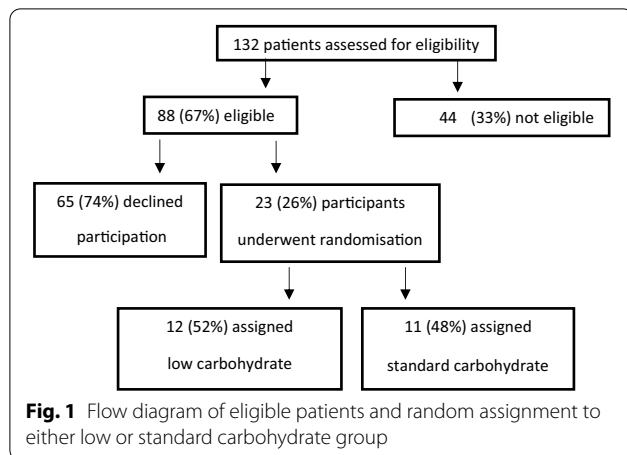 132 patients assessed for eligibility
88 (67%) eligible
44 (33%) not eligible
65 (74%) declined
participation
23 (26%) participants
underwent randomisation
12 (52%) assigned
low carbohydrate
11 (48%) assigned
standard carbohydrate
Fig. 1 Flow diagram of eligible patients and random assignment to
either low or standard carbohydrate group